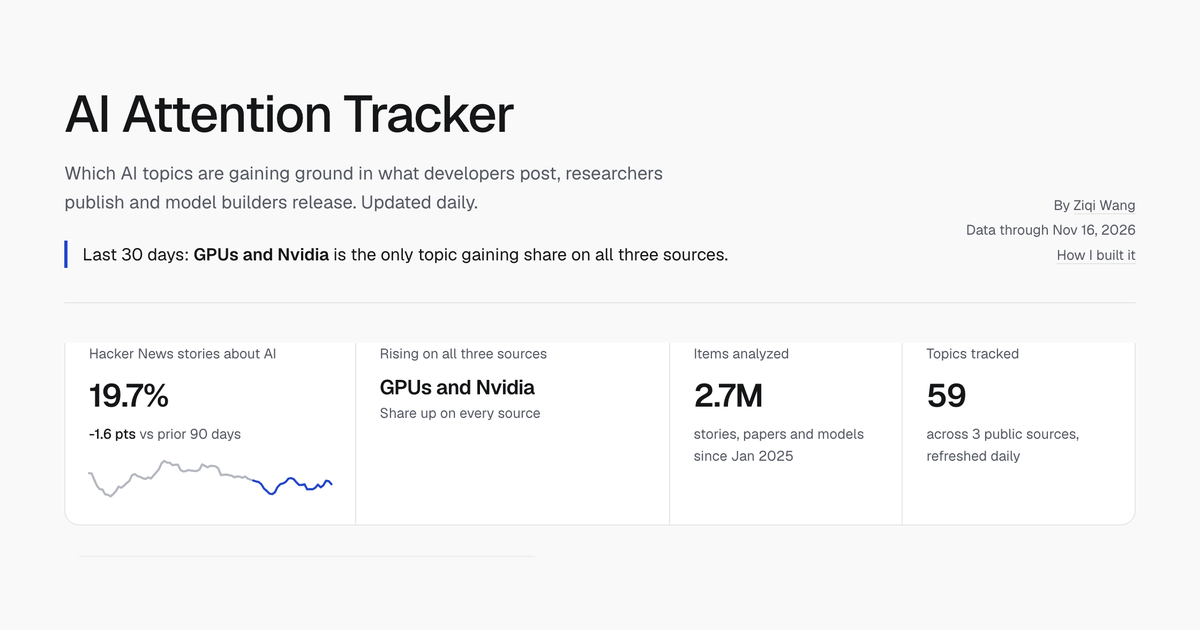 AI Attention Tracker
Which AI topics are gaining ground in what developers post, researchers
publish and model builders release. Updated daily.
Last 30 days: GPUs and Nvidia is the only topic gaining share on all three sources.
By Ziqi Wang
Data through Nov 16, 2026
How I built it
Hacker News stories about AI
19.7%
-1.6 pts vs prior 90 days
Rising on all three sources
GPUs and Nvidia
Share up on every source
Items analyzed
2.7M
stories, papers and models
since Jan 2025
Topics tracked
59
across 3 public sources,
refreshed daily